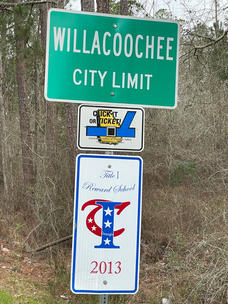 WILLACOOCHEE
CITY LIMIT
CLICK IT
OR TICKET
Title I
Reward School
2013